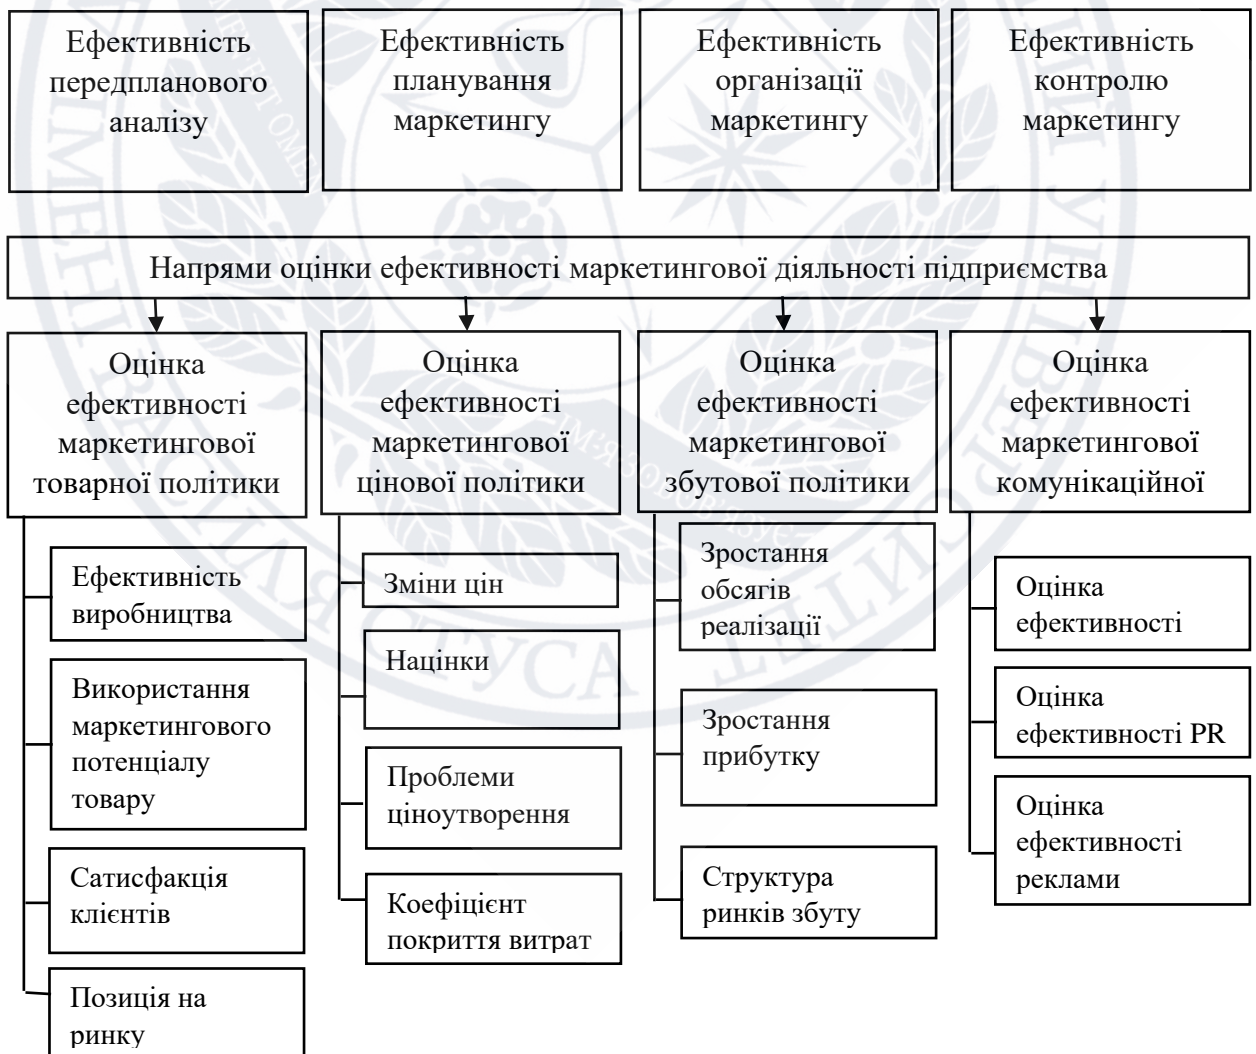 Ефективність
передпланового
аналізу
Ефективність
планування
маркетингу
Ефективність
організації
маркетингу
Ефективність
контролю
маркетингу
Напрями оцінки ефективності маркетингової діяльності підприємства
Оцінка
ефективності
маркетингової
товарної політики
Ефективність
виробництва
Використання
маркетингового
потенціалу
товару
Сатисфакція
клієнтів
Позиція на
ринку
Оцінка
ефективності
маркетингової
цінової політики
Зміни цін
Націнки
Проблеми
ціноутворення
Коефіцієнт
покриття витрат
Оцінка
ефективності
маркетингової
збутової політики
Зростання
обсягів
реалізації
Зростання
прибутку
Структура
ринків збуту
Оцінка
ефективності
маркетингової
комунікаційної
Оцінка
ефективності
Оцінка
ефективності PR
Оцінка
ефективності
реклами